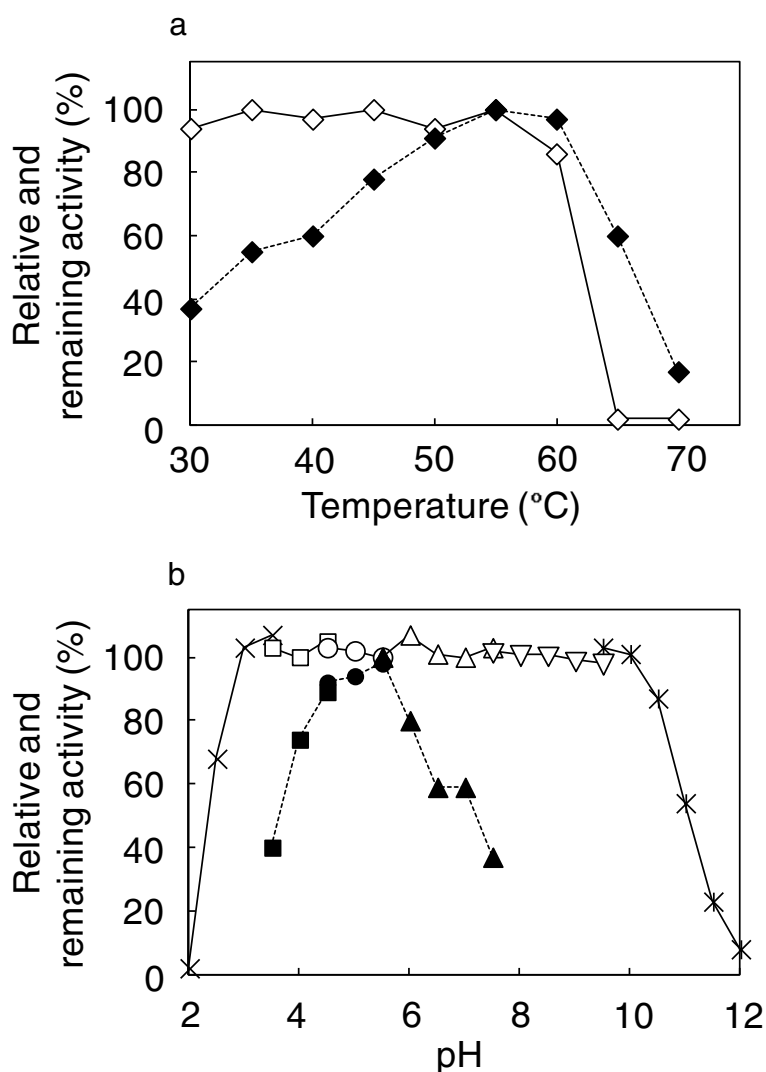 a
Relative and
remaining activity (%)
100
80
60
40
20
0
30 40 50 60 70
Temperature (°C)
b
Relative and
remaining activity (%)
100
80
60
40
20
0
2 4 6 8 10 12
pH